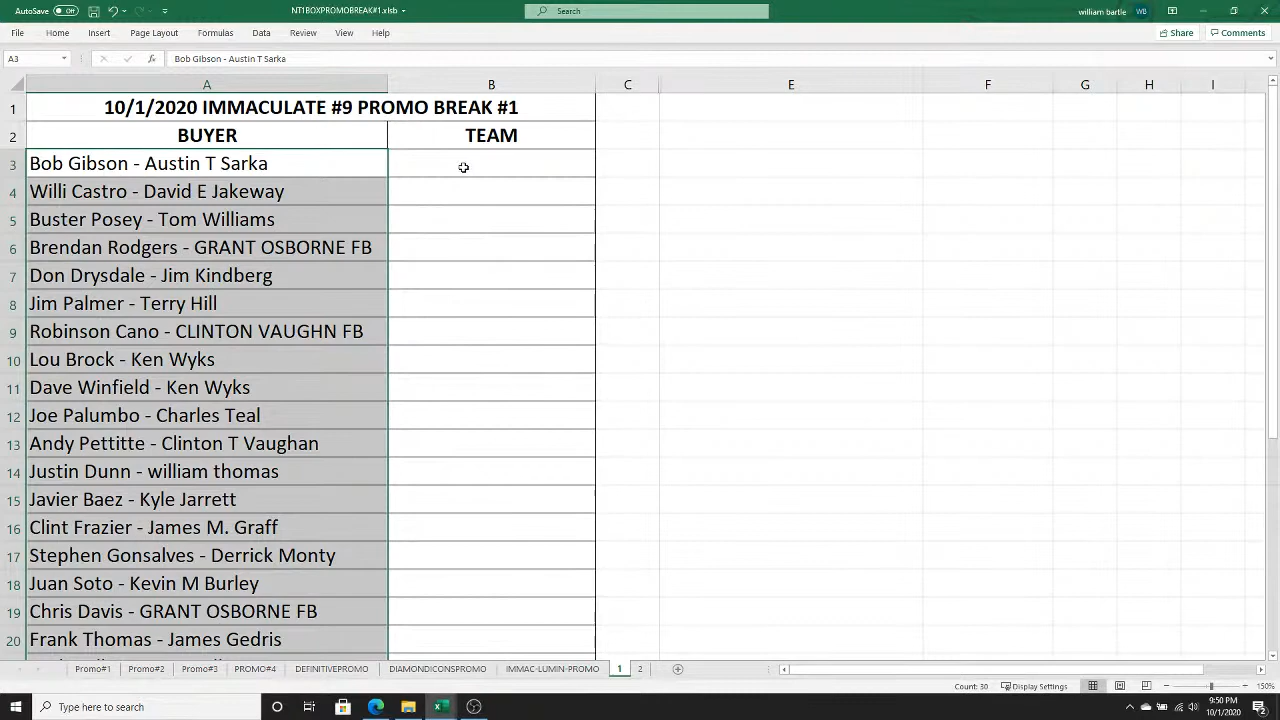 AutoSave Off NT1BOXPROMOBREAK#1.xlsb Search william bartle WB
File Home Insert Page Layout Formulas Data Review View Help Share Comments
A3 fx Bob Gibson - Austin T Sarka
A B C E F G H I
1 10/1/2020 IMMACULATE #9 PROMO BREAK #1
2 BUYER TEAM
3 Bob Gibson - Austin T Sarka
4 Willi Castro - David E Jakeway
5 Buster Posey - Tom Williams
6 Brendan Rodgers - GRANT OSBORNE FB
7 Don Drysdale - Jim Kindberg
8 Jim Palmer - Terry Hill
9 Robinson Cano - CLINTON VAUGHN FB
10 Lou Brock - Ken Wyks
11 Dave Winfield - Ken Wyks
12 Joe Palumbo - Charles Teal
13 Andy Pettitte - Clinton T Vaughan
14 Justin Dunn - william thomas
15 Javier Baez - Kyle Jarrett
16 Clint Frazier - James M. Graff
17 Stephen Gonsalves - Derrick Monty
18 Juan Soto - Kevin M Burley
19 Chris Davis - GRANT OSBORNE FB
20 Frank Thomas - James Gedris
Promo#1 Promo#2 Promo#3 PROMO#4 DEFINITIVEPROMO DIAMONDICONSPROMO IMMAC-LUMIN-PROMO 1 2
Count: 30 Display Settings 150%
Type here to search 9:50 PM
10/1/2020 2